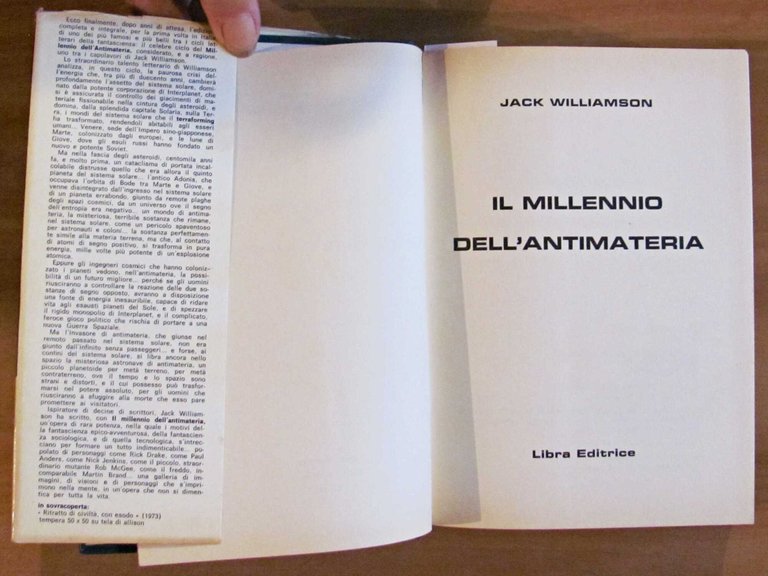 Ecco finalmente, dopo anni di attesa, l'edizione
completa e integrale, per la prima volta in Italia
di uno dei più famosi e più belli tra i cicli let-
terari della fantascienza: il celebre ciclo del Mil-
lennio dell'Antimateria, considerato, e a ragione,
uno tra i capolavori di Jack Williamson.
Lo straordinario talento letterario di Williamson
analizza, in questo ciclo, la paurosa crisi del-
l'energia che, tra più di duecento anni, cambierà
profondamente l'assetto del sistema solare, domi-
nato dalla potente corporazione di Interplanet, che
si è assicurata il controllo dei giacimenti di ma-
teriale fissionabile nella cintura degli asteroidi, e
domina, dalla splendida capitale Solaria, sulla Ter-
ra, i mondi del sistema solare che il terraforming
ha trasformato, rendendoli abitabili agli esseri
umani... Venere, sede dell'Impero sino-giapponese,
Marte, colonizzato dagli europei, e le lune di
Giove, dove gli esuli russi hanno fondato un
nuovo e potente Soviet.
Ma nella fascia degli asteroidi, centomila anni
fa, e molto prima, un cataclisma di portata incal-
colabile distrusse quello che era allora il quinto
pianeta del sistema solare... l'antico Adonia, che
occupava l'orbita di Bode tra Marte e Giove, e
venne disintegrato dall'ingresso nel sistema solare
di un pianeta errabondo, giunto da remote plaghe
degli spazi cosmici, da un universo ove il segno
dell'entropia era negativo.. un mondo di antima-
teria, la misteriosa, terribile sostanza che rimane,
nel sistema solare, come un pericolo spaventoso
per astronauti e coloni... la sostanza perfettamen-
te simile alla materia terrena, ma che, al contatto
di atomi di segno positivo, si trasforma in pura
energia, mille volte più potente di un'esplosione
atomica.
Eppure gli ingegneri cosmici che hanno coloniz-
zato i pianeti vedono, nell'antimateria, la possi-
bilità di un futuro migliore... perché se gli uomini
riusciranno a controllare la reazione delle due so-
stanze di segno opposto, avranno a disposizione
una fonte di energia inesauribile, capace di ridare
vita agli esausti pianeti del Sole, e di spezzare
il rigido monopolio di Interplanet, e il complicato,
feroce gioco politico che rischia di portare a una
nuova Guerra Spaziale.
Ma l'invasore di antimateria, che giunse nel
remoto passato nel sistema solare, non era
giunto dall'infinito senza passeggeri... e forse, ai
confini del sistema solare, si libra ancora nello
spazio la misteriosa astronave di antimateria, un
piccolo planetoide per metà terreno, per metà
contraterreno, ove il tempo e lo spazio sono
strani e distorti, e il cui possesso può trasfor-
marsi nel potere assoluto, per gli uomini che
riusciranno a sfuggire alla morte che esso pare
promettere ai visitatori.
Ispiratore di decine di scrittori, Jack William-
son ha scritto, con Il millennio dell'antimateria,
un'opera di rara potenza, nella quale i motivi del-
la fantascienza epico-avventurosa, della fantascien-
za sociologica, e di quella tecnologica, s'intrec-
ciano per formare un tutto indimenticabile... po-
polato di personaggi come Rick Drake, come Paul
Anders, come Nick Jenkins, come il piccolo, straor-
dinario mutante Rob McGee, come il freddo, in-
comparabile Martin Brand... una galleria di im-
magini, di visioni e di personaggi che s'impri-
mono nella mente, in un'opera che non si dimen-
tica per tutta la vita.
in sovracoperta:
« Ritratto di civiltà, con esodo » (1973)
tempera 50 x 50 su tela di allison
JACK WILLIAMSON
IL MILLENNIO
DELL'ANTIMATERIA
Libra Editrice